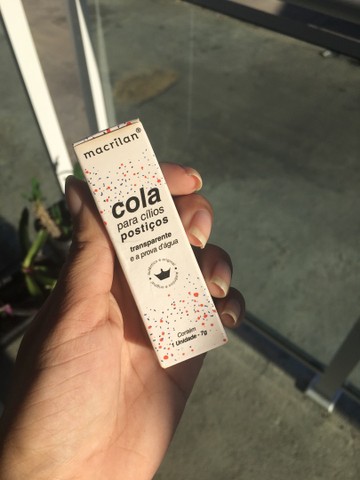 macrilan®
cola
para cílios
postiços
transparente
e a prova d'água
Contém
1 Unidade - 7g